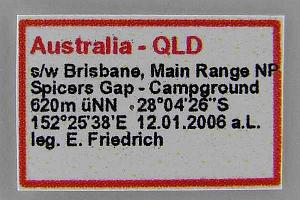 Australia - QLD
s/w Brisbane, Main Range NP
Spicers Gap - Campground
620m üNN 28°04'26"S
152°25'38'E 12.01.2006 a.L.
leg. E. Friedrich